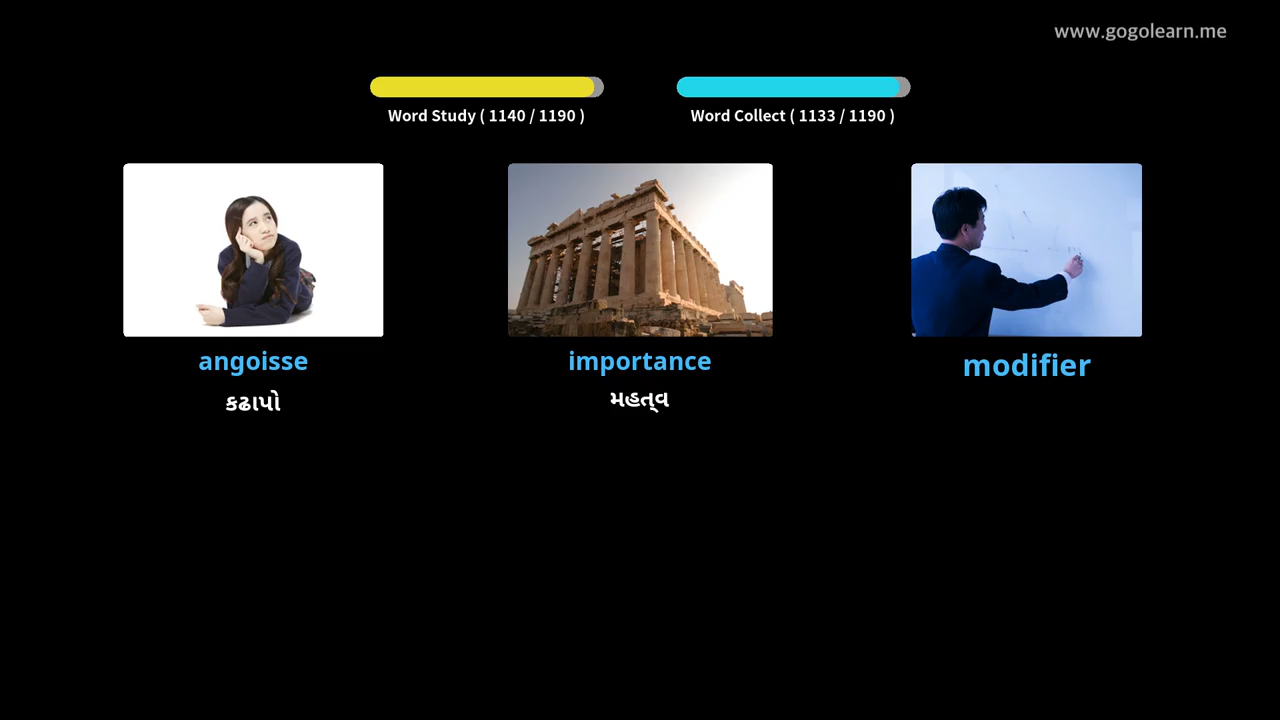 www.gogolearn.me
Word Study ( 1140 / 1190 )
Word Collect ( 1133 / 1190 )
angoisse
importance
modifier
કઢાપો
મહત્વ